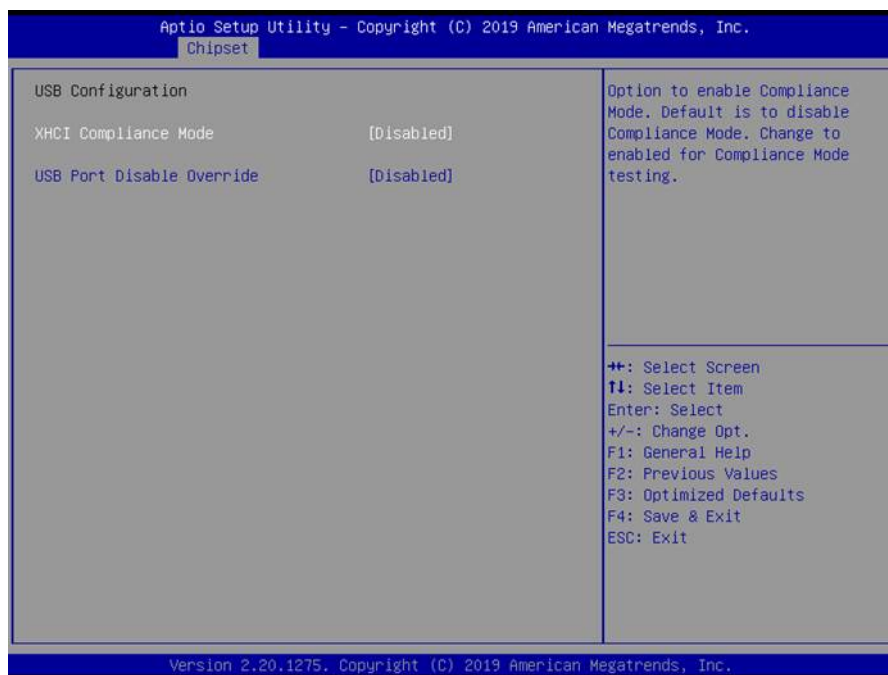 Aptio Setup Utility – Copyright (C) 2019 American Megatrends, Inc.
Chipset
USB Configuration
XHCI Compliance Mode [Disabled]
USB Port Disable Override [Disabled]
Option to enable Compliance
Mode. Default is to disable
Compliance Mode. Change to
enabled for Compliance Mode
testing.
→←: Select Screen
↑↓: Select Item
Enter: Select
+/-: Change Opt.
F1: General Help
F2: Previous Values
F3: Optimized Defaults
F4: Save & Exit
ESC: Exit
Version 2.20.1275. Copyright (C) 2019 American Megatrends, Inc.